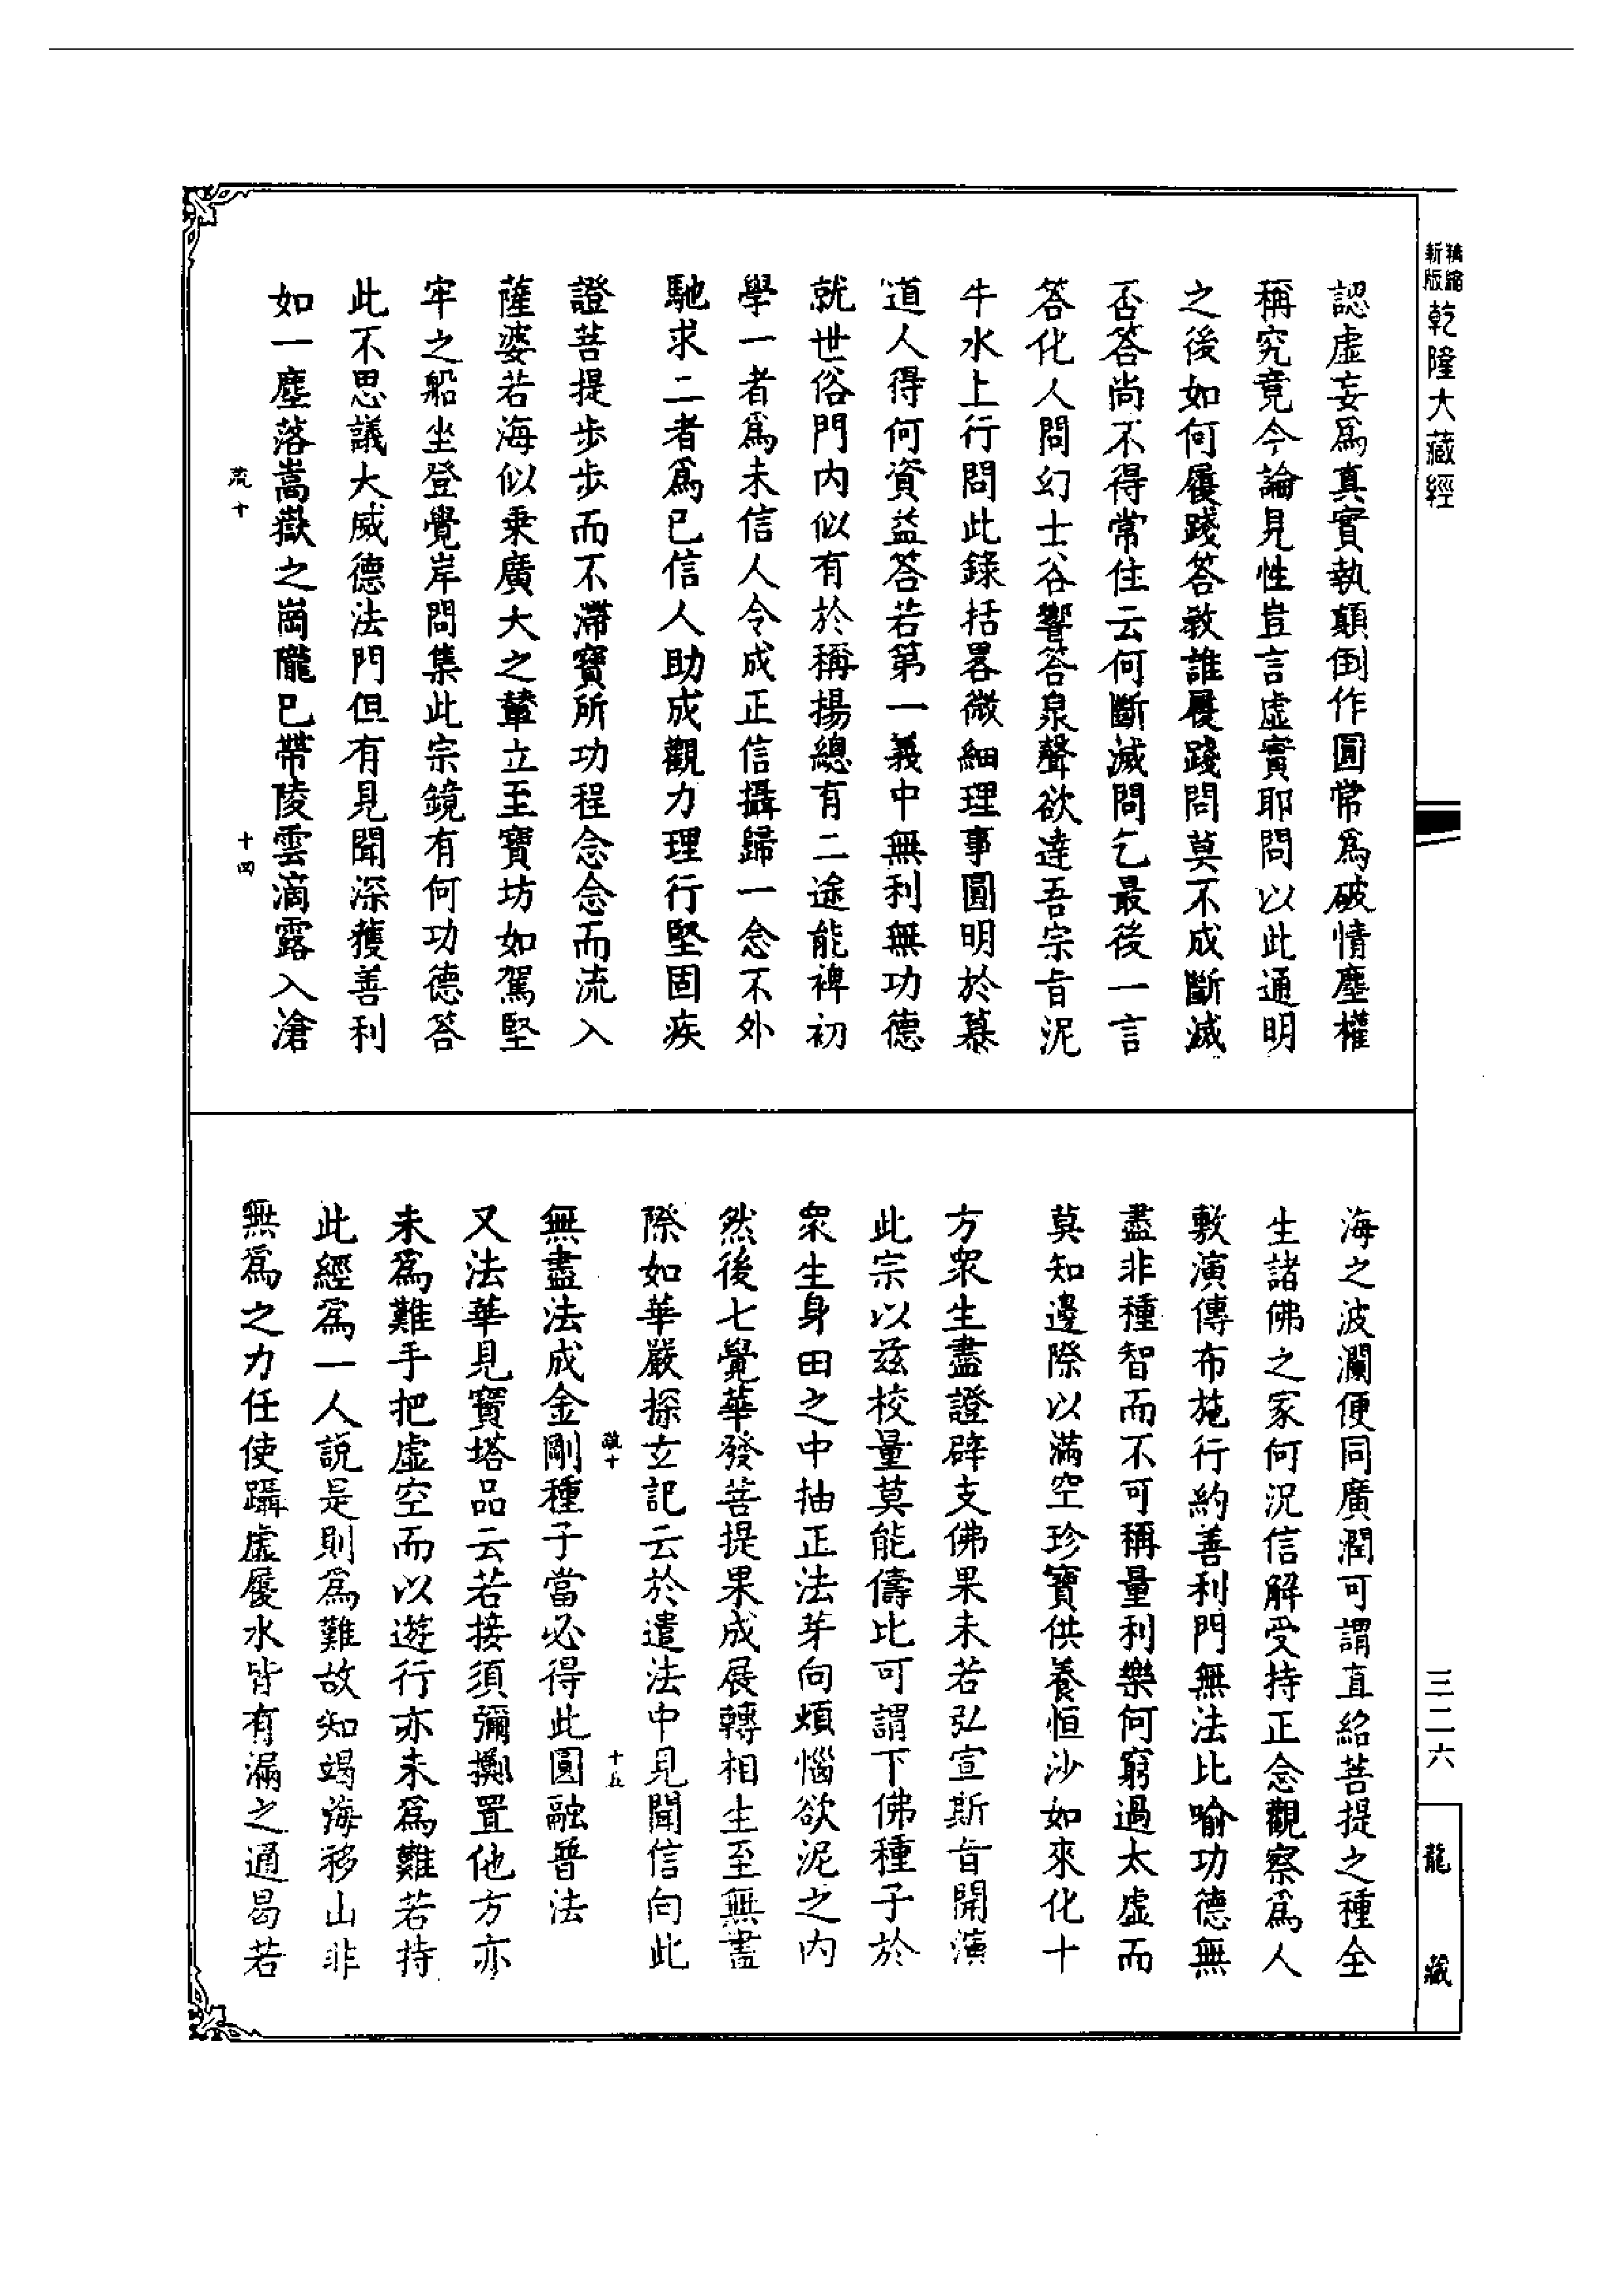 新版精縮乾隆大藏經
認虛妄爲真實執顛倒作圓常爲破情塵權
稱究竟今論見性豈言虛實耶問以此通明
之後如何履踐答教誰履踐問莫不成斷滅
否答尚不得常住云何斷滅問乞最後一言
答化人問幻士谷響答泉聲欲達吾宗旨泥
牛水上行問此錄括畧微細理事圓明於慕
道人得何資益答若第一義中無利無功德
就世俗門內似有於稱揚總有二途能裨初
學一者爲未信人令成正信攝歸一念不外
馳求二者爲已信人助成觀力理行堅固疾
證菩提步步而不滯寶所功程念念而流入
薩婆若海似乘廣大之輦立至寶坊如駕堅
牢之船坐登覺岸問集此宗鏡有何功德答
此不思議大威德法門但有見聞深獲善利
如一塵落嵩嶽之崗隴已帶陵雲滴露入滄
流十
十四
海之波瀾便同廣潤可謂直紹菩提之種全
生諸佛之家何況信解受持正念觀察爲人
敷演傳布施行約善利門無法比喻功德無
盡非種智而不可稱量利樂何窮過太虛而
莫知邊際以滿空珍寶供養恒沙如來化十
方衆生盡證辟支佛果未若弘宣斯旨開演
此宗以兹校量莫能儔比可謂下佛種子於
衆生身田之中抽正法芽向煩惱欲泥之內
然後七覺華發菩提果成展轉相生至無盡
際如華嚴探玄記云於遺法中見聞信向此
十五
無盡法成金剛種子當必得此圓融普法
又法華見寶塔品云若接須彌擲置他方亦
未爲難手把虛空而以遊行亦未爲難若持
此經爲一人說是則爲難故知竭海移山非
無爲之力任使躡虛履水皆有漏之通曷若
三二六
龍藏